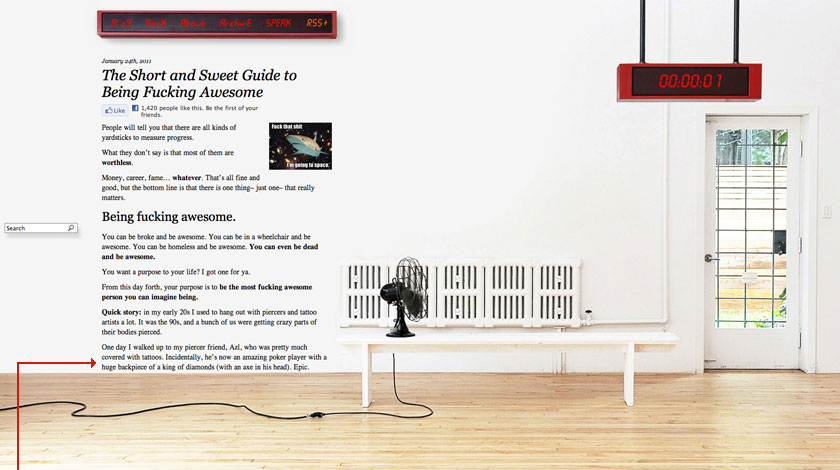 Blog Book About Archive SPEAK RSS+
00:00:01
January 24th, 2011
The Short and Sweet Guide to
Being Fucking Awesome
Like
1,420 people like this. Be the first of your
friends.
Fuck that shit
I'm going to space.
People will tell you that there are all kinds of
yardsticks to measure progress.
What they don't say is that most of them are
worthless.
Money, career, fame… whatever. That's all fine and
good, but the bottom line is that there is one thing– just one– that really
matters.
Being fucking awesome.
Search
You can be broke and be awesome. You can be in a wheelchair and be
awesome. You can be homeless and be awesome. You can even be dead
and be awesome.
You want a purpose to your life? I got one for ya.
From this day forth, your purpose is to be the most fucking awesome
person you can imagine being.
Quick story: in my early 20s I used to hang out with piercers and tattoo
artists a lot. It was the 90s, and a bunch of us were getting crazy parts of
their bodies pierced.
One day I walked up to my piercer friend, Azl, who was pretty much
covered with tattoos. Incidentally, he's now an amazing poker player with a
huge backpiece of a king of diamonds (with an axe in his head). Epic.